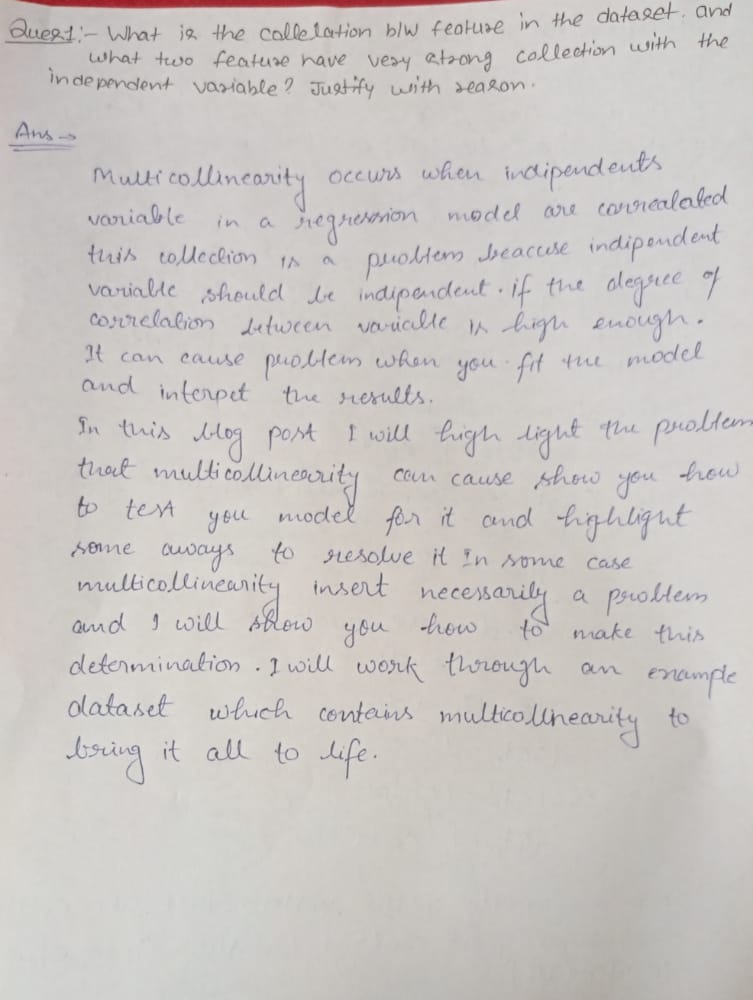 Ques1:- What is the collelation b/w feature in the dataset. and
what two feature have very strong collection with the
independent variable? Justify with reason.
Ans →
Multicollinearity occurs when indipendents
variable in a regression model are correalated
this collection is a problem beacuse indipendent
variable should be indipendent. if the degree of
correlation between variable is high enough.
It can cause problem when you fit the model
and interpet the results.
In this blog post I will high light the problem
that multicollinearity can cause show you how
to test you model for it and highlight
some aways to resolve it In some case
multicollinearity insert necessarily a problem
and I will show you how to make this
determination. I will work through an example
dataset which contains multicollinearity to
bring it all to life.